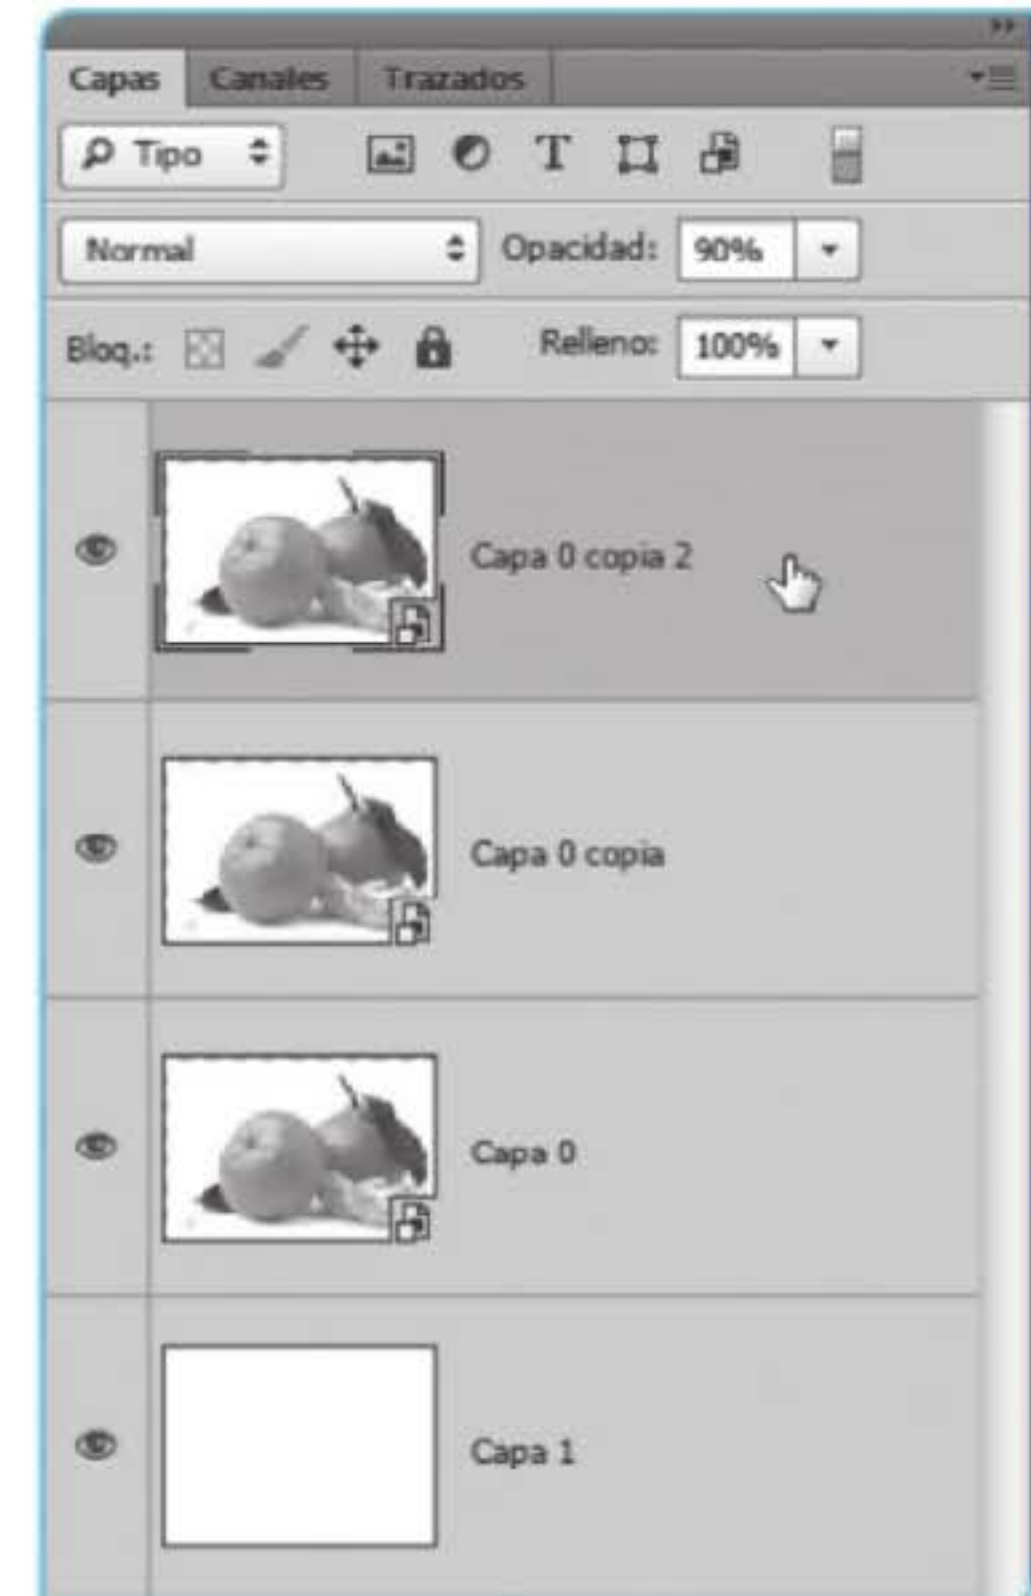 Capas Canales Trazados
Tipo T
Normal Opacidad: 90%
Bloq.: Relleno: 100%
Capa 0 copia 2
Capa 0 copia
Capa 0
Capa 1